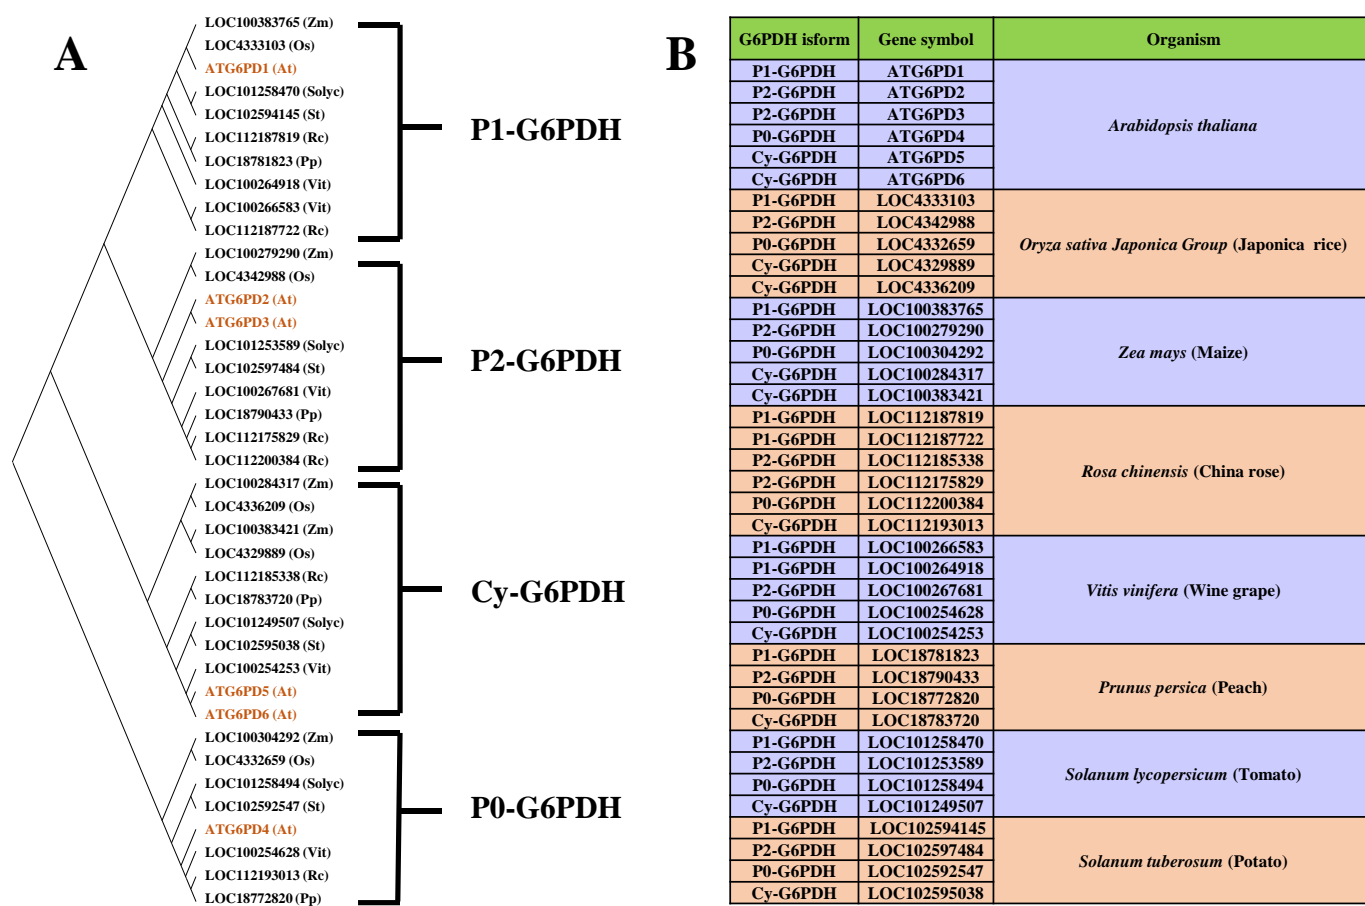 A
LOC100383765 (Zm)
LOC4333103 (Os)
ATG6PD1 (At)
LOC101258470 (Solyc)
LOC102594145 (St)
LOC112187819 (Rc)
LOC18781823 (Pp)
LOC100264918 (Vit)
LOC100266583 (Vit)
LOC112187722 (Rc)
P1-G6PDH
LOC100279290 (Zm)
LOC4342988 (Os)
ATG6PD2 (At)
ATG6PD3 (At)
LOC101253589 (Solyc)
LOC102597484 (St)
LOC100267681 (Vit)
LOC18790433 (Pp)
LOC112175829 (Rc)
LOC112200384 (Rc)
P2-G6PDH
LOC100284317 (Zm)
LOC4336209 (Os)
LOC100383421 (Zm)
LOC4329889 (Os)
LOC112185338 (Rc)
LOC18783720 (Pp)
LOC101249507 (Solyc)
LOC102595038 (St)
LOC100254253 (Vit)
ATG6PD5 (At)
ATG6PD6 (At)
Cy-G6PDH
LOC100304292 (Zm)
LOC4332659 (Os)
LOC101258494 (Solyc)
LOC102592547 (St)
ATG6PD4 (At)
LOC100254628 (Vit)
LOC112193013 (Rc)
LOC18772820 (Pp)
P0-G6PDH
B
G6PDH isform Gene symbol Organism
P1-G6PDH ATG6PD1
P2-G6PDH ATG6PD2
P2-G6PDH ATG6PD3
P0-G6PDH ATG6PD4
Cy-G6PDH ATG6PD5
Cy-G6PDH ATG6PD6
Arabidopsis thaliana
P1-G6PDH LOC4333103
P2-G6PDH LOC4342988
P0-G6PDH LOC4332659
Cy-G6PDH LOC4329889
Cy-G6PDH LOC4336209
Oryza sativa Japonica Group (Japonica rice)
P1-G6PDH LOC100383765
P2-G6PDH LOC100279290
P0-G6PDH LOC100304292
Cy-G6PDH LOC100284317
Cy-G6PDH LOC100383421
Zea mays (Maize)
P1-G6PDH LOC112187819
P1-G6PDH LOC112187722
P2-G6PDH LOC112185338
P2-G6PDH LOC112175829
P0-G6PDH LOC112200384
Cy-G6PDH LOC112193013
Rosa chinensis (China rose)
P1-G6PDH LOC100266583
P1-G6PDH LOC100264918
P2-G6PDH LOC100267681
P0-G6PDH LOC100254628
Cy-G6PDH LOC100254253
Vitis vinifera (Wine grape)
P1-G6PDH LOC18781823
P2-G6PDH LOC18790433
P0-G6PDH LOC18772820
Cy-G6PDH LOC18783720
Prunus persica (Peach)
P1-G6PDH LOC101258470
P2-G6PDH LOC101253589
P0-G6PDH LOC101258494
Cy-G6PDH LOC101249507
Solanum lycopersicum (Tomato)
P1-G6PDH LOC102594145
P2-G6PDH LOC102597484
P0-G6PDH LOC102592547
Cy-G6PDH LOC102595038
Solanum tuberosum (Potato)